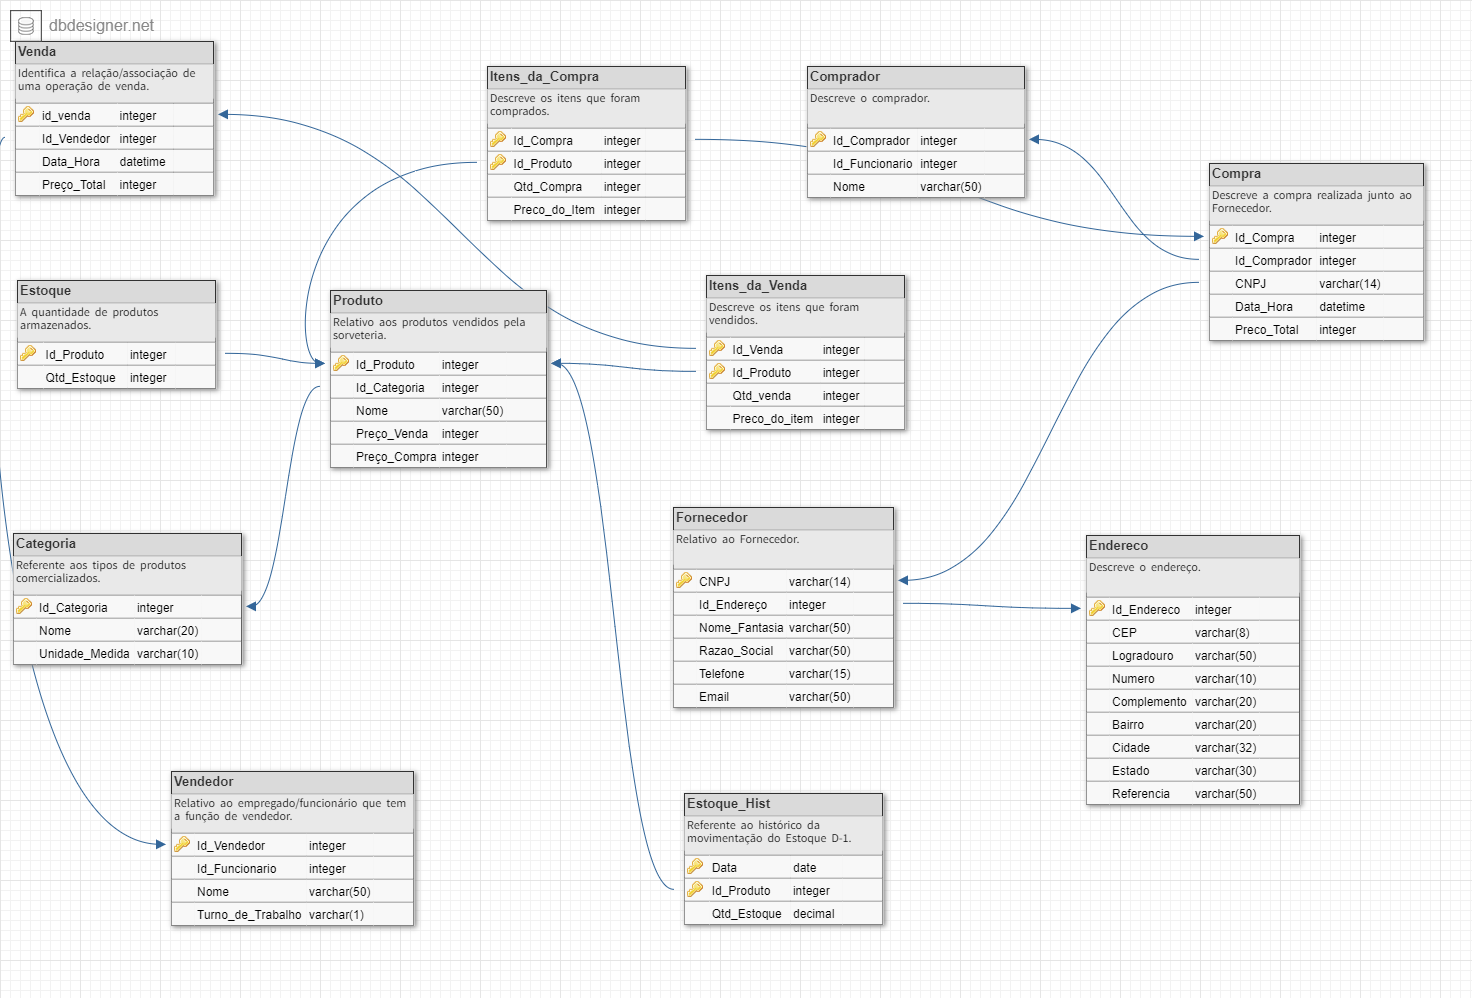 dbdesigner.net
Venda
Identifica a relação/associação de
uma operação de venda.
id_venda integer
Id_Vendedor integer
Data_Hora datetime
Preço_Total integer
Itens_da_Compra
Descreve os itens que foram
comprados.
Id_Compra integer
Id_Produto integer
Qtd_Compra integer
Preco_do_Item integer
Comprador
Descreve o comprador.
Id_Comprador integer
Id_Funcionario integer
Nome varchar(50)
Compra
Descreve a compra realizada junto ao
Fornecedor.
Id_Compra integer
Id_Comprador integer
CNPJ varchar(14)
Data_Hora datetime
Preco_Total integer
Estoque
A quantidade de produtos
armazenados.
Id_Produto integer
Qtd_Estoque integer
Produto
Relativo aos produtos vendidos pela
sorveteria.
Id_Produto integer
Id_Categoria integer
Nome varchar(50)
Preço_Venda integer
Preço_Compra integer
Itens_da_Venda
Descreve os itens que foram
vendidos.
Id_Venda integer
Id_Produto integer
Qtd_venda integer
Preco_do_item integer
Categoria
Referente aos tipos de produtos
comercializados.
Id_Categoria integer
Nome varchar(20)
Unidade_Medida varchar(10)
Fornecedor
Relativo ao Fornecedor.
CNPJ varchar(14)
Id_Endereço integer
Nome_Fantasia varchar(50)
Razao_Social varchar(50)
Telefone varchar(15)
Email varchar(50)
Endereco
Descreve o endereço.
Id_Endereco integer
CEP varchar(8)
Logradouro varchar(50)
Numero varchar(10)
Complemento varchar(20)
Bairro varchar(20)
Cidade varchar(32)
Estado varchar(30)
Referencia varchar(50)
Vendedor
Relativo ao empregado/funcionário que tem
a função de vendedor.
Id_Vendedor integer
Id_Funcionario integer
Nome varchar(50)
Turno_de_Trabalho varchar(1)
Estoque_Hist
Referente ao histórico da
movimentação do Estoque D-1.
Data date
Id_Produto integer
Qtd_Estoque decimal